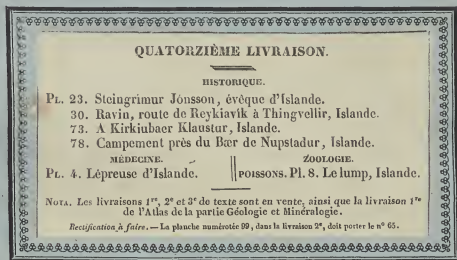 QUATORZIÈME LIVRAISON.
HISTORIQUE.
PL. 23. Steingrimur Jónsson, évêque d'Islande.
30. Ravin, route de Reykiavik à Thingvellir, Islande.
73. A Kirkiubaer Klaustur, Islande.
78. Campement près du Bær de Nupstadur, Islande.
MÉDECINE.
PL. 4. Lépreuse d'Islande.
ZOOLOGIE.
POISSONS. Pl. 8. Le lump, Islande.
NOTA. Les livraisons 1re, 2e et 3e de texte sont en vente, ainsi que la livraison 1re
de l'Atlas de la partie Géologie et Minéralogie.
Rectification à faire. — La planche numérotée 99, dans la livraison 2e, doit porter le no 65.